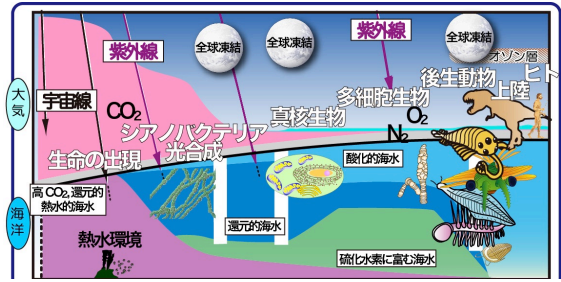 紫外線
全球凍結
全球凍結
紫外線
全球凍結
オゾン層
大気
宇宙線
CO₂
シアノバクテリア
光合成
真核生物
多細胞生物
O₂
N₂
後生動物
上陸
ヒト
生命の出現
酸化的海水
海洋
高 CO₂, 還元的
熱水的海水
還元的海水
熱水環境
硫化水素に富む海水